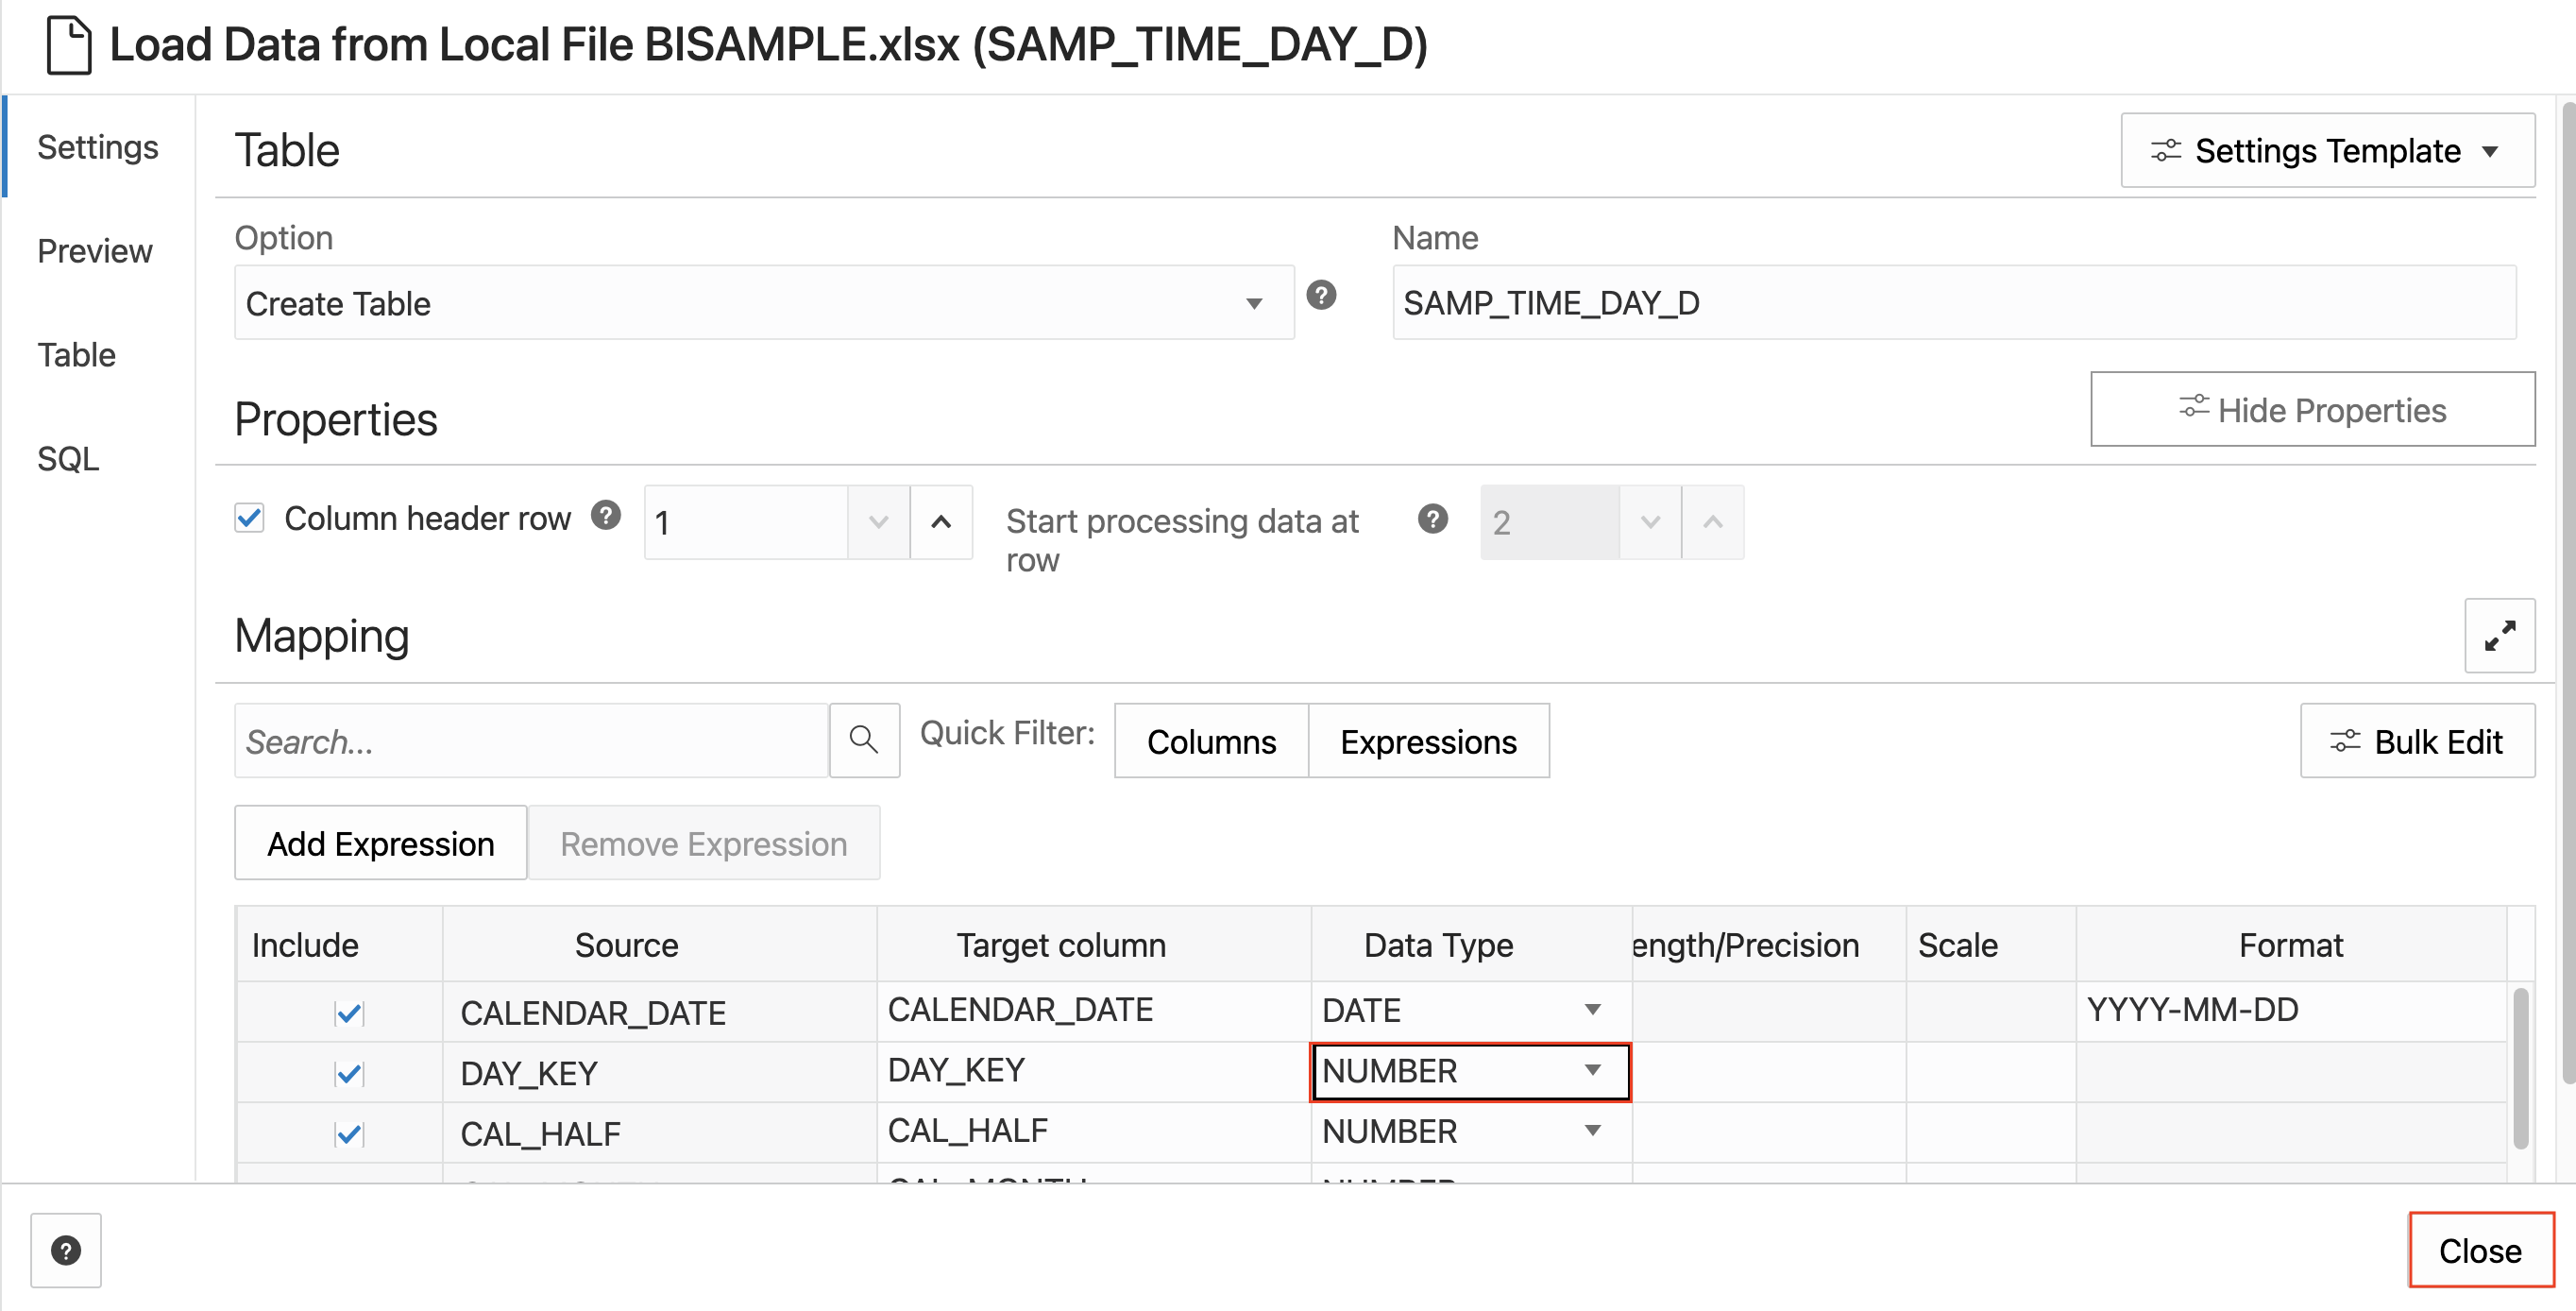 Load Data from Local File BISAMPLE.xlsx (SAMP_TIME_DAY_D)
Settings
Preview
Table
SQL
Table
Settings Template
Option
Name
Create Table
SAMP_TIME_DAY_D
Properties
Hide Properties
Column header row
1
Start processing data at
row
2
Mapping
Search...
Quick Filter:
Columns
Expressions
Bulk Edit
Add Expression
Remove Expression
Include Source Target column Data Type ength/Precision Scale Format
CALENDAR_DATE CALENDAR_DATE DATE YYYY-MM-DD
DAY_KEY DAY_KEY NUMBER
CAL_HALF CAL_HALF NUMBER
CAL_MONTH NUMBER
Close